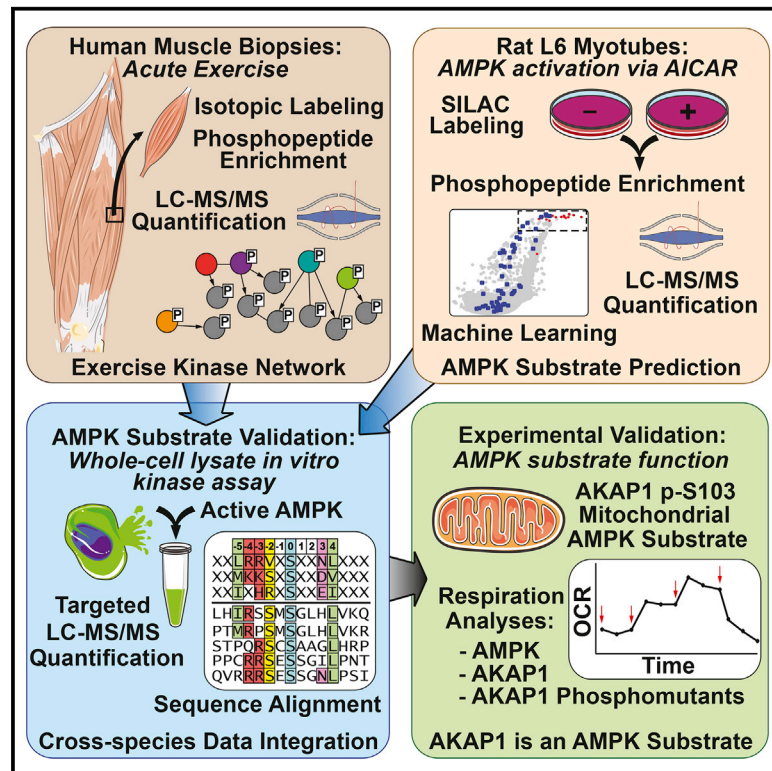 Human Muscle Biopsies:
Acute Exercise
Isotopic Labeling
Phosphopeptide
Enrichment
LC-MS/MS
Quantification
P P P P P
P P P P P P P
Exercise Kinase Network
Rat L6 Myotubes:
AMPK activation via AICAR
SILAC
Labeling
− +
Phosphopeptide Enrichment
LC-MS/MS
Quantification
Machine Learning
AMPK Substrate Prediction
AMPK Substrate Validation:
Whole-cell lysate in vitro
kinase assay
Active AMPK
Targeted
LC-MS/MS
Quantification
-5 -4 -3 -2 -1 0 1 2 3 4
XXLRRVXSXXNLXXX
XXMKKSXSXXDVXXX
XXIXHRXSXXEIXXX
LHIRSSMSGLHLVKQ
PTMRPSMSGLHLVKR
STPQRSCSAAGLHRP
PPCRRSESSGILPNT
QVRRRSESSGNLPSI
Sequence Alignment
Cross-species Data Integration
Experimental Validation:
AMPK substrate function
AKAP1 p-S103
Mitochondrial
AMPK Substrate
Respiration
Analyses:
- AMPK
- AKAP1
- AKAP1 Phosphomutants
OCR
Time
AKAP1 is an AMPK Substrate